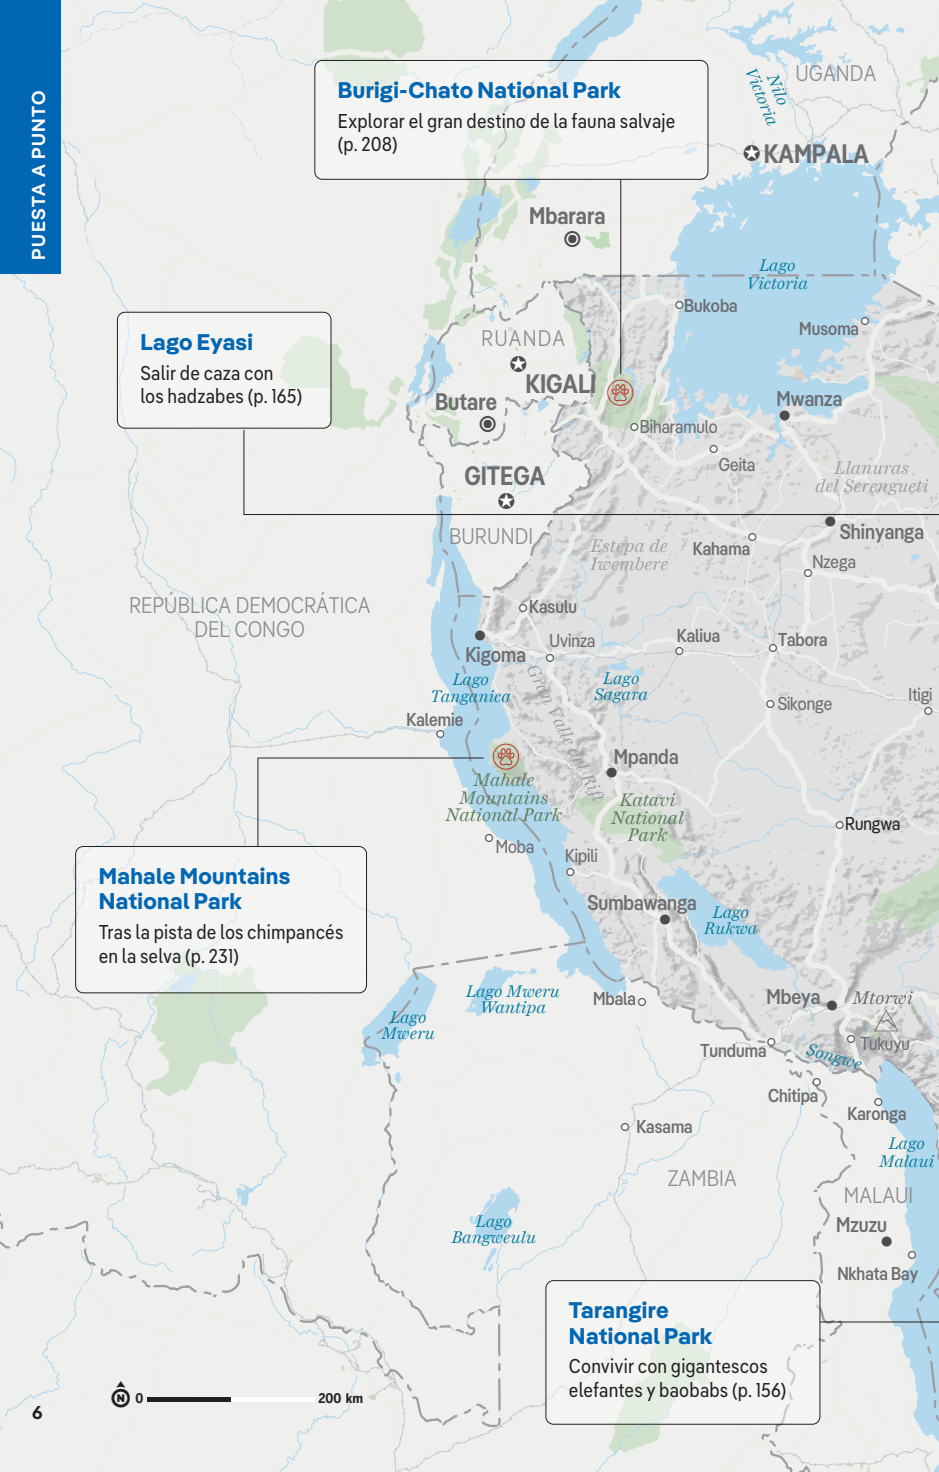 PUESTA A PUNTO
Burigi-Chato National Park
Explorar el gran destino de la fauna salvaje
(p. 208)
UGANDA
Nilo
Victoria
KAMPALA
Mbarara
Lago
Victoria
Bukoba
Musoma
Lago Eyasi
Salir de caza con
los hadzabes (p. 165)
RUANDA
KIGALI
Butare
Mwanza
Biharamulo
Geita
GITEGA
Llanuras
del Serengueti
BURUNDI
Shinyanga
Estepa de
Iwembere
Kahama
Nzega
REPÚBLICA DEMOCRÁTICA
DEL CONGO
Kasulu
Kigoma
Uvinza
Kaliua
Tabora
Lago
Tanganica
Gran Valle del Rift
Lago
Sagara
Sikonge
Itigi
Kalemie
Mpanda
Mahale
Mountains
National Park
Katavi
National
Park
Rungwa
Moba
Kipili
Mahale Mountains
National Park
Tras la pista de los chimpancés
en la selva (p. 231)
Sumbawanga
Lago
Rukwa
Lago Mweru
Wantipa
Mbala
Mbeya
Mtorwi
Lago
Mweru
Tunduma
Songwe
Tukuyu
Chitipa
Karonga
Kasama
Lago
Malaui
ZAMBIA
MALAUI
Lago
Bangweulu
Mzuzu
Nkhata Bay
Tarangire
National Park
Convivir con gigantescos
elefantes y baobabs (p. 156)
N
0
200 km
6